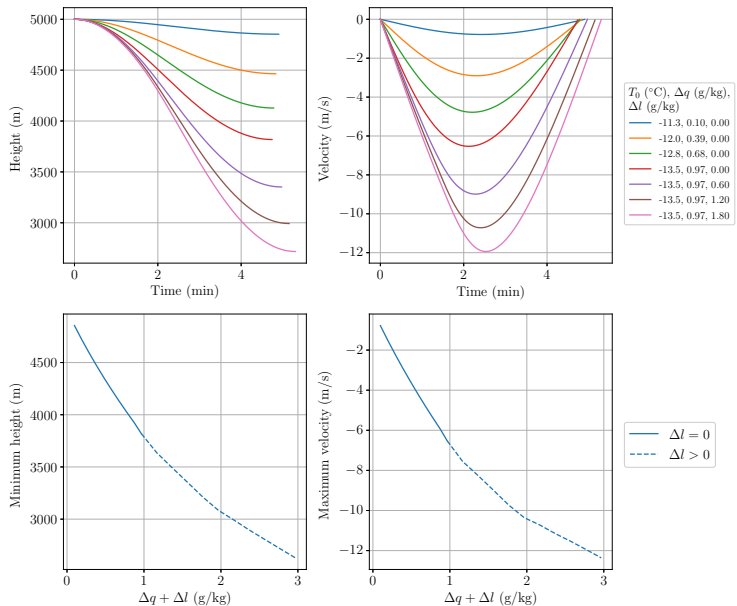 5000
4500
4000
3500
3000
Height (m)
0
2
4
Time (min)
0
−2
−4
−6
−8
−10
−12
Velocity (m/s)
0
2
4
Time (min)
T0 (°C), Δq (g/kg),
Δl (g/kg)
-11.3, 0.10, 0.00
-12.0, 0.39, 0.00
-12.8, 0.68, 0.00
-13.5, 0.97, 0.00
-13.5, 0.97, 0.60
-13.5, 0.97, 1.20
-13.5, 0.97, 1.80
4500
4000
3500
3000
Minimum height (m)
0
1
2
3
Δq + Δl (g/kg)
−2
−4
−6
−8
−10
−12
Maximum velocity (m/s)
0
1
2
3
Δq + Δl (g/kg)
Δl = 0
Δl > 0